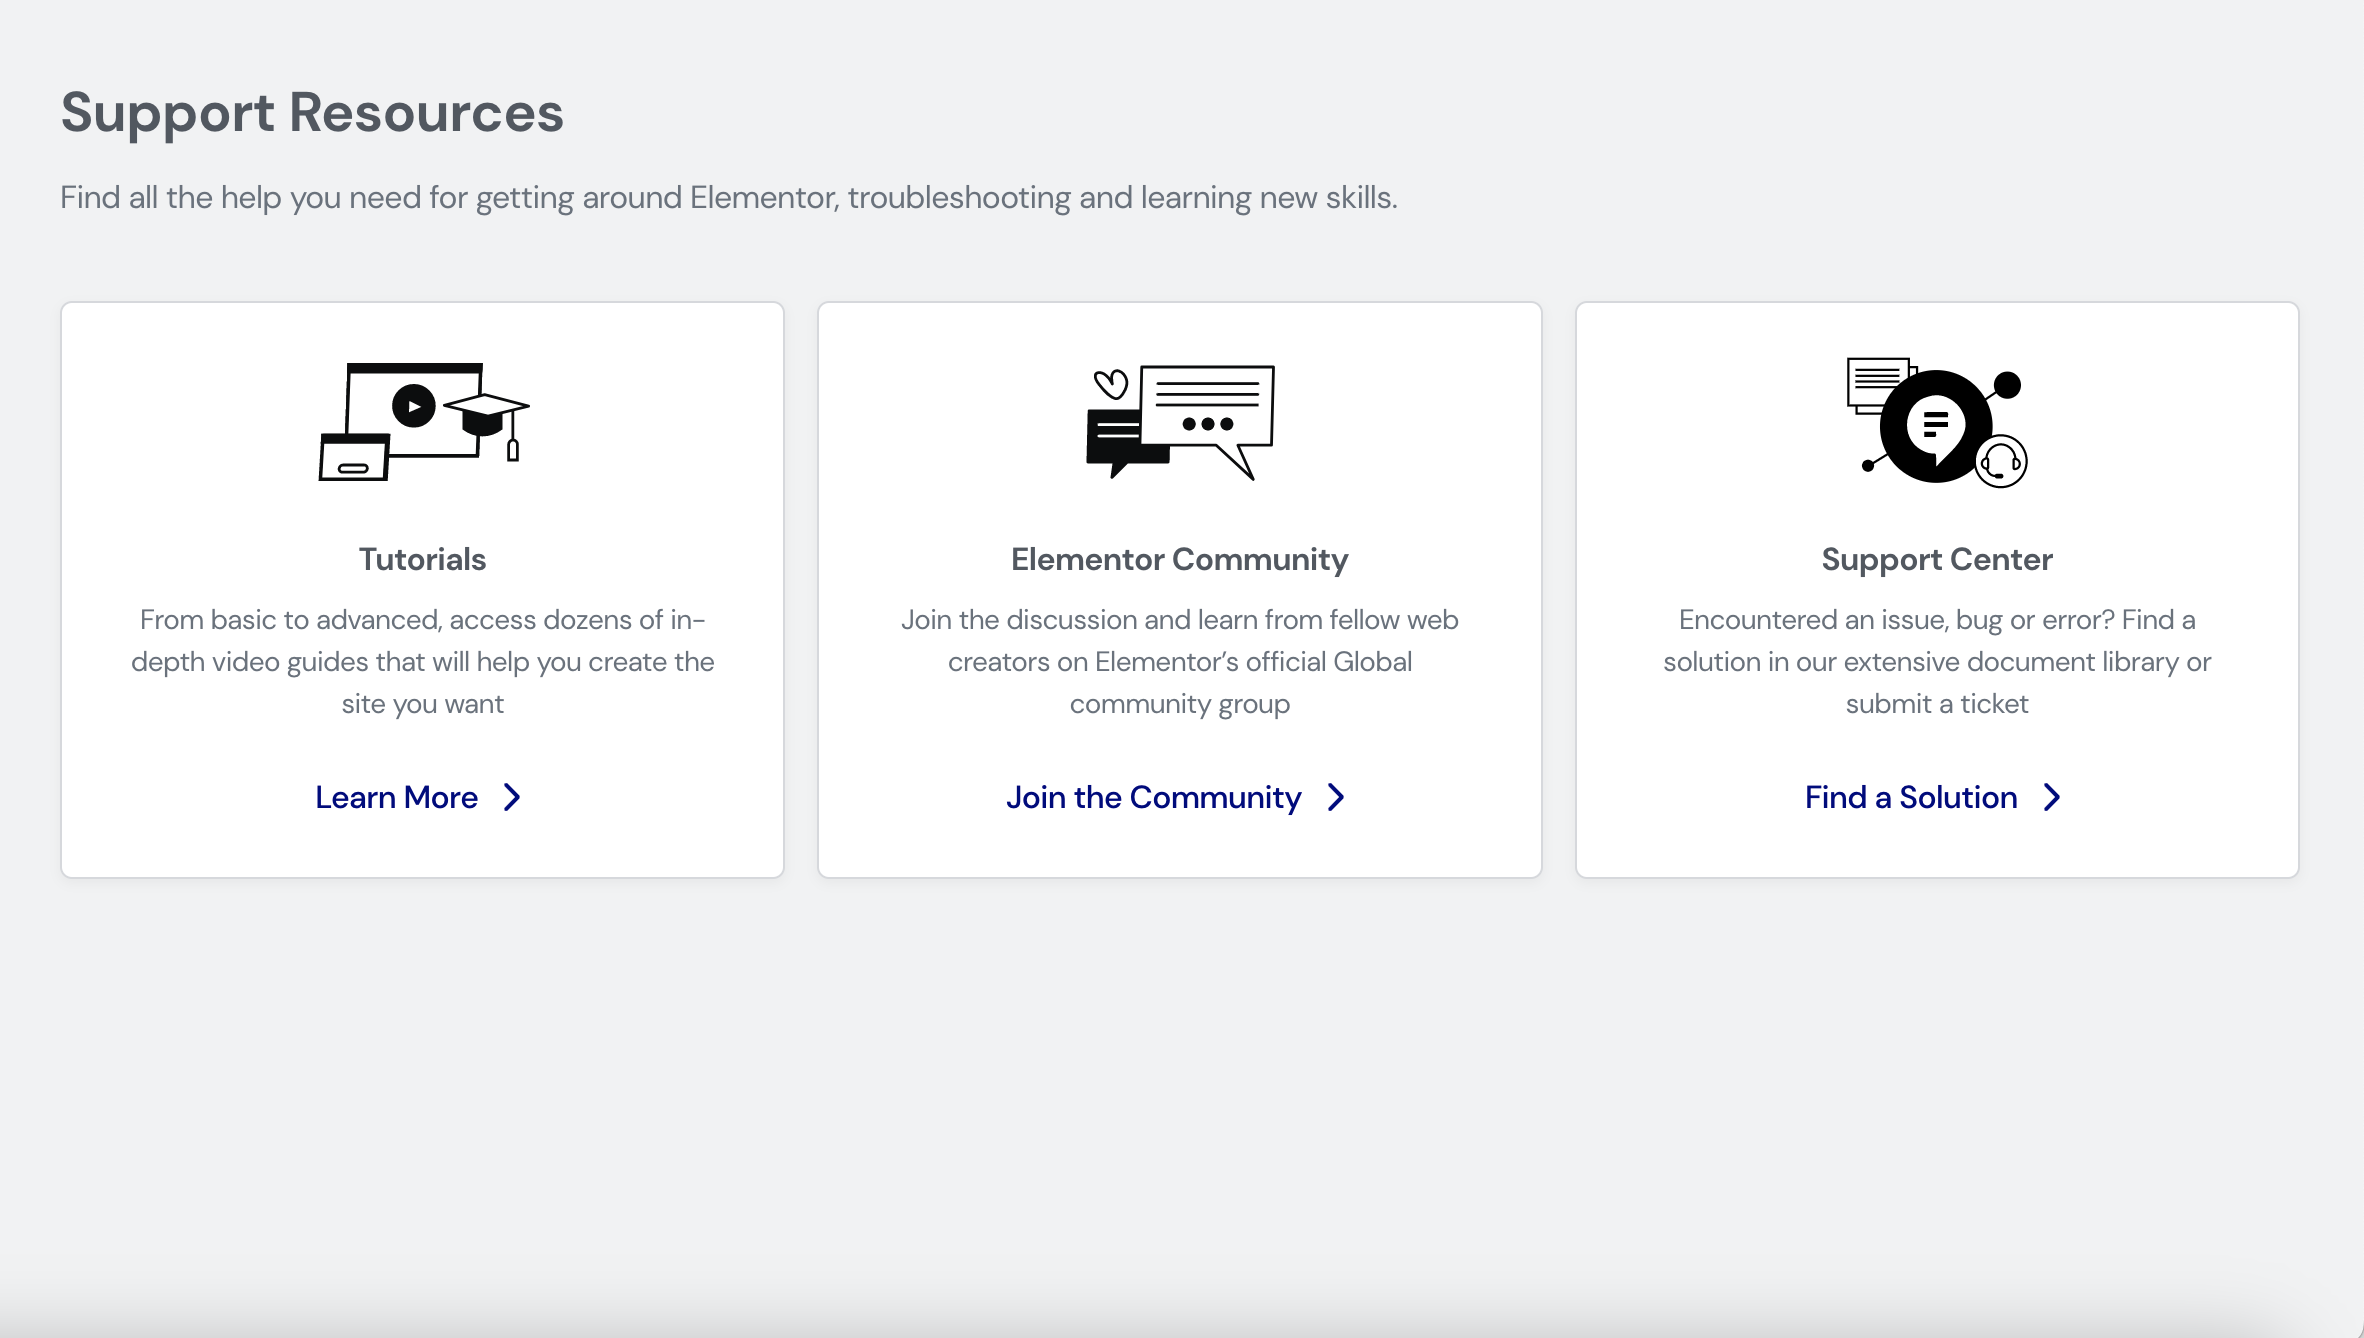 Support Resources
Find all the help you need for getting around Elementor, troubleshooting and learning new skills.
Tutorials
From basic to advanced, access dozens of in-
depth video guides that will help you create the
site you want
Learn More
Elementor Community
Join the discussion and learn from fellow web
creators on Elementor’s official Global
community group
Join the Community
Support Center
Encountered an issue, bug or error? Find a
solution in our extensive document library or
submit a ticket
Find a Solution